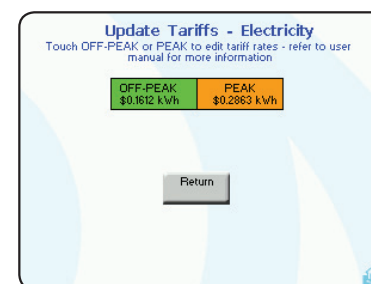 Update Tariffs - Electricity
Touch OFF-PEAK or PEAK to edit tariff rates - refer to user
manual for more information
OFF-PEAK PEAK
$0.1612 kWh $0.2863 kWh
Return